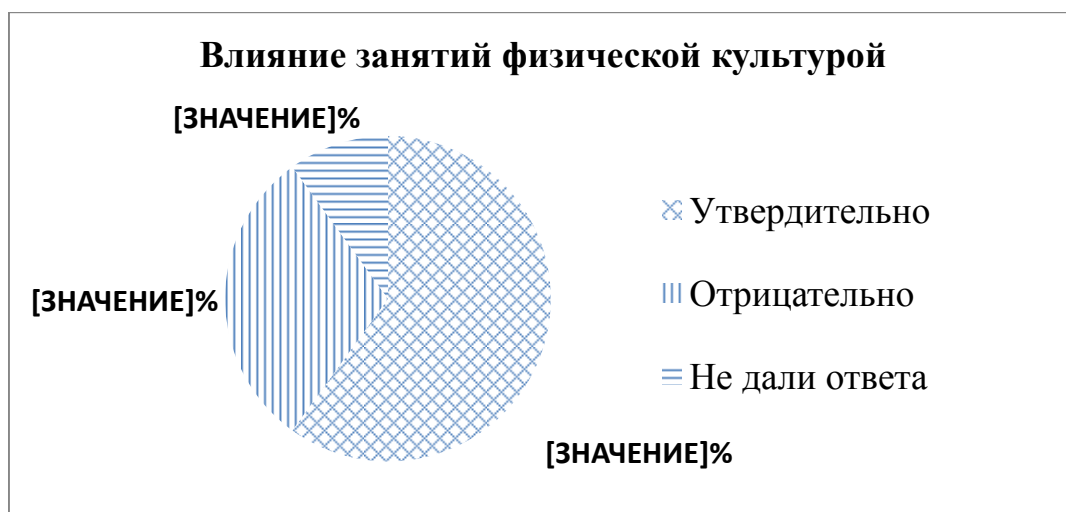 Влияние занятий физической культурой
[ЗНАЧЕНИЕ]%
[ЗНАЧЕНИЕ]%
[ЗНАЧЕНИЕ]%
Утвердительно
Отрицательно
Не дали ответа